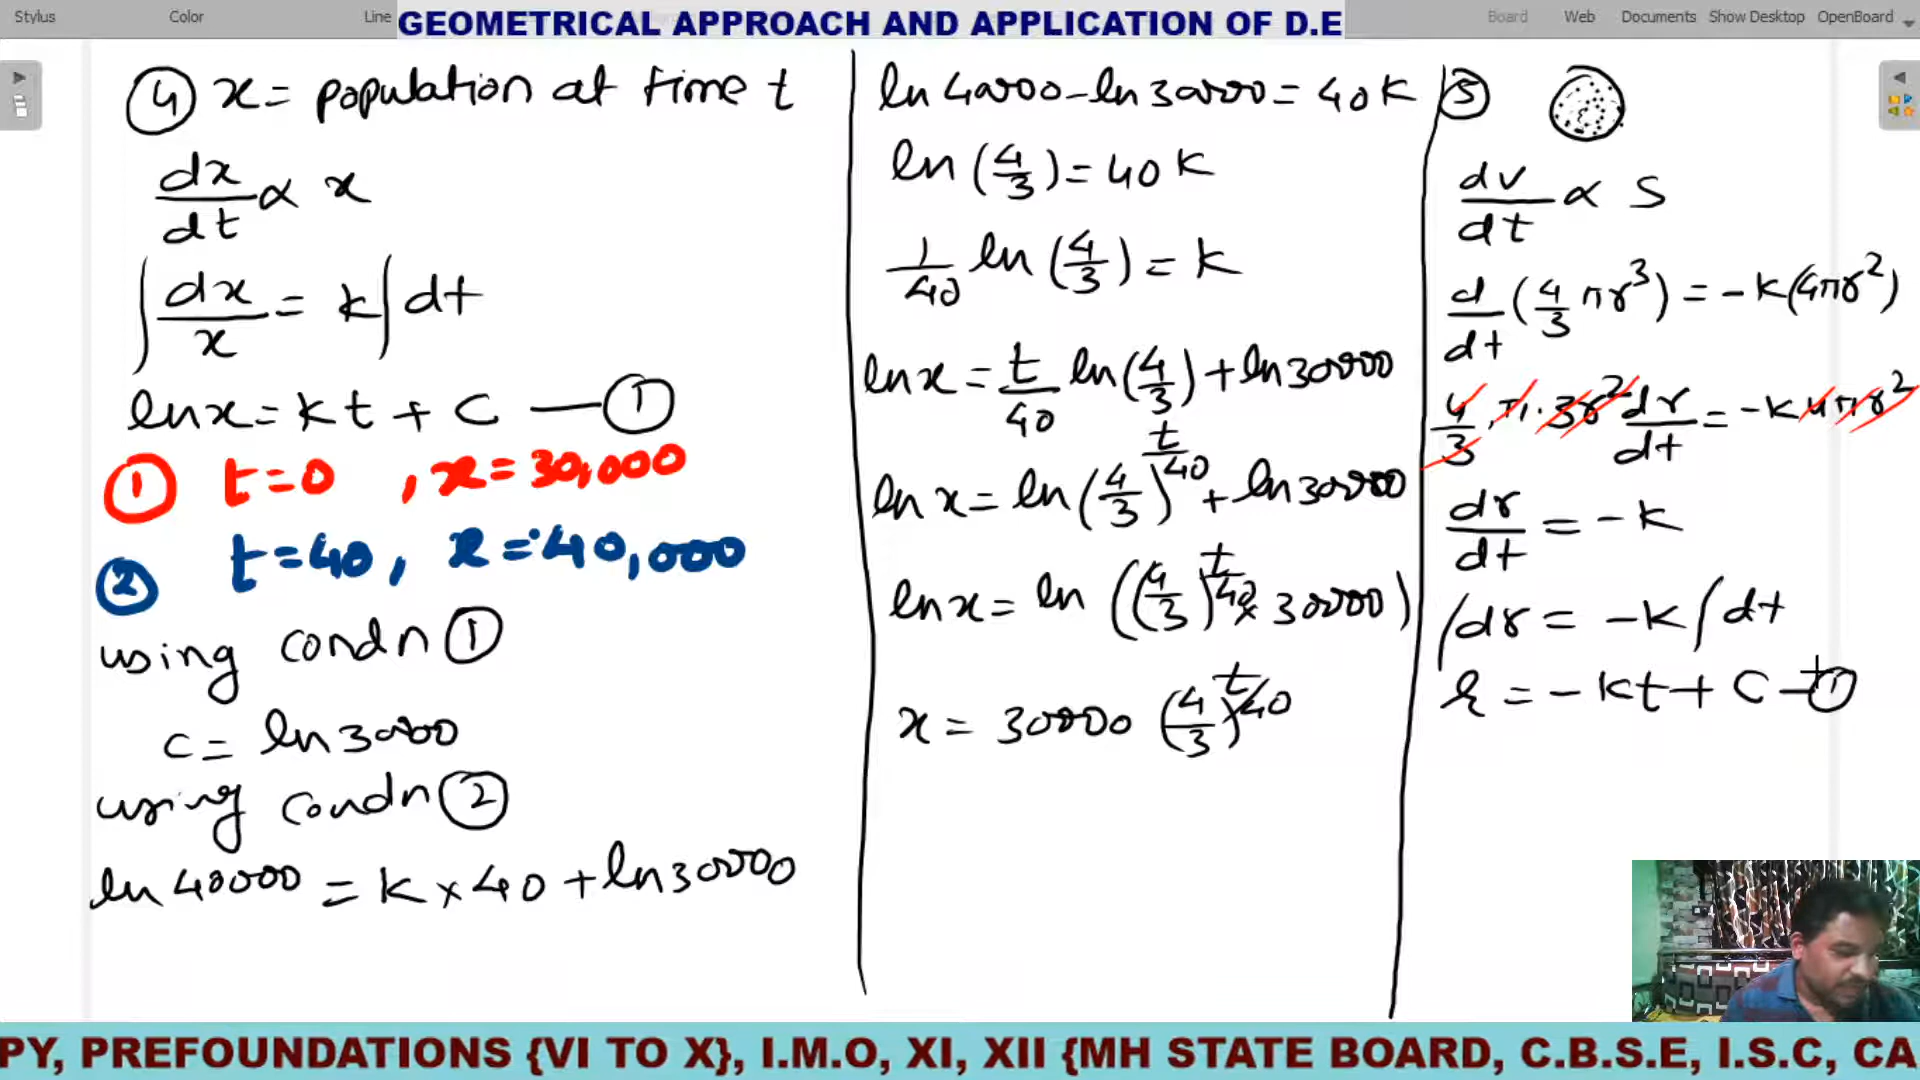 Stylus Color Line Board Web Documents Show Desktop OpenBoard
GEOMETRICAL APPROACH AND APPLICATION OF D.E
④ x = population at time t
dx/dt ∝ x
∫ dx/x = k ∫ dt
ln x = kt + C — ①
① t = 0 , x = 30,000
② t = 40 , x = 40,000
using condn ①
c = ln 30000
using condn ②
ln 40000 = k × 40 + ln 30000
ln 40000 - ln 30000 = 40 k
ln (4/3) = 40 k
1/40 ln (4/3) = k
ln x = t/40 ln (4/3) + ln 30000
ln x = ln (4/3)^(t/40) + ln 30000
ln x = ln ((4/3)^(t/40) × 30000)
x = 30000 (4/3)^(t/40)
⑤
dv/dt ∝ S
d/dt (4/3 πr³) = -k(4πr²)
4/3 . π . 3r² dr/dt = -k 4πr²
dr/dt = -k
∫ dr = -k ∫ dt
r = -kt + C — ①
PY, PREFOUNDATIONS {VI TO X}, I.M.O, XI, XII {MH STATE BOARD, C.B.S.E, I.S.C, CA